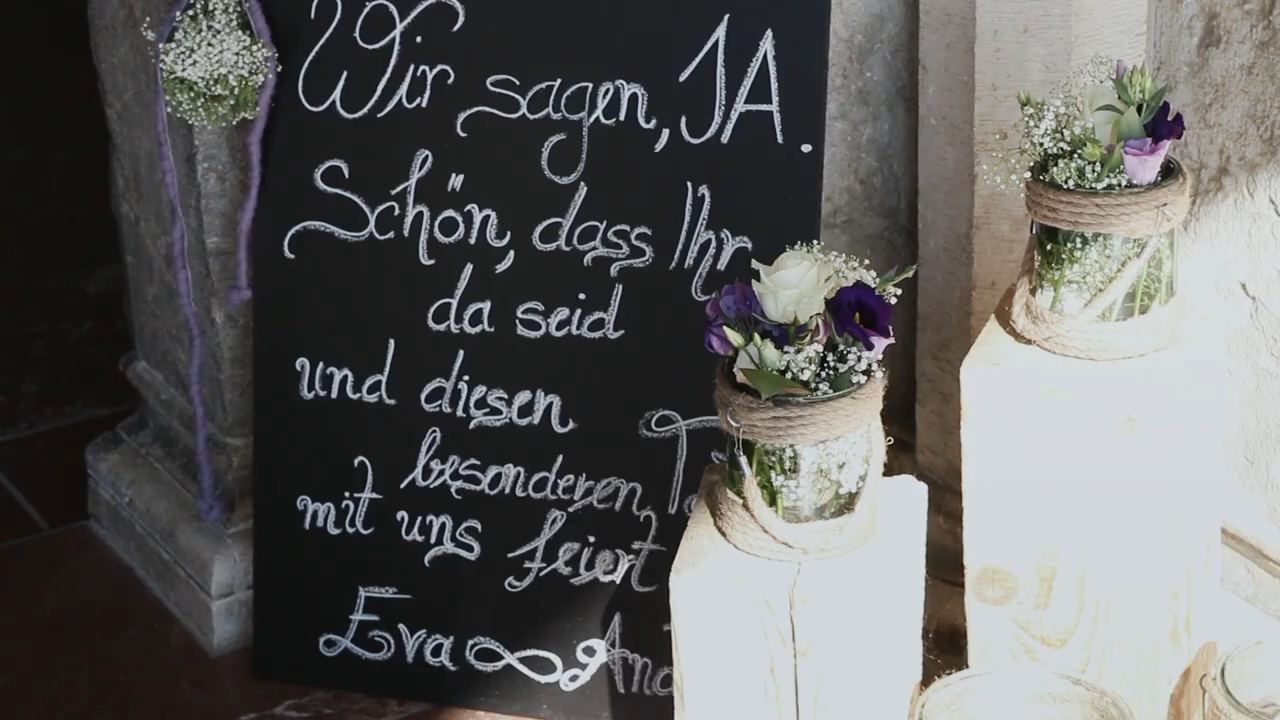 Wir sagen, JA.
Schön, dass Ihr
da seid
und diesen
besonderen
mit uns feiert
Eva ∞